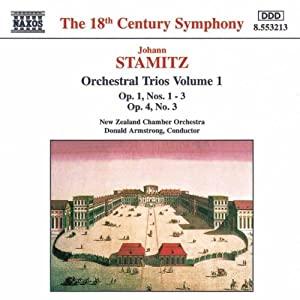 NAXOS
The 18th Century Symphony
DDD
8.553213
Johann
STAMITZ
Orchestral Trios Volume 1
Op. 1, Nos. 1 - 3
Op. 4, No. 3
New Zealand Chamber Orchestra
Donald Armstrong, Conductor